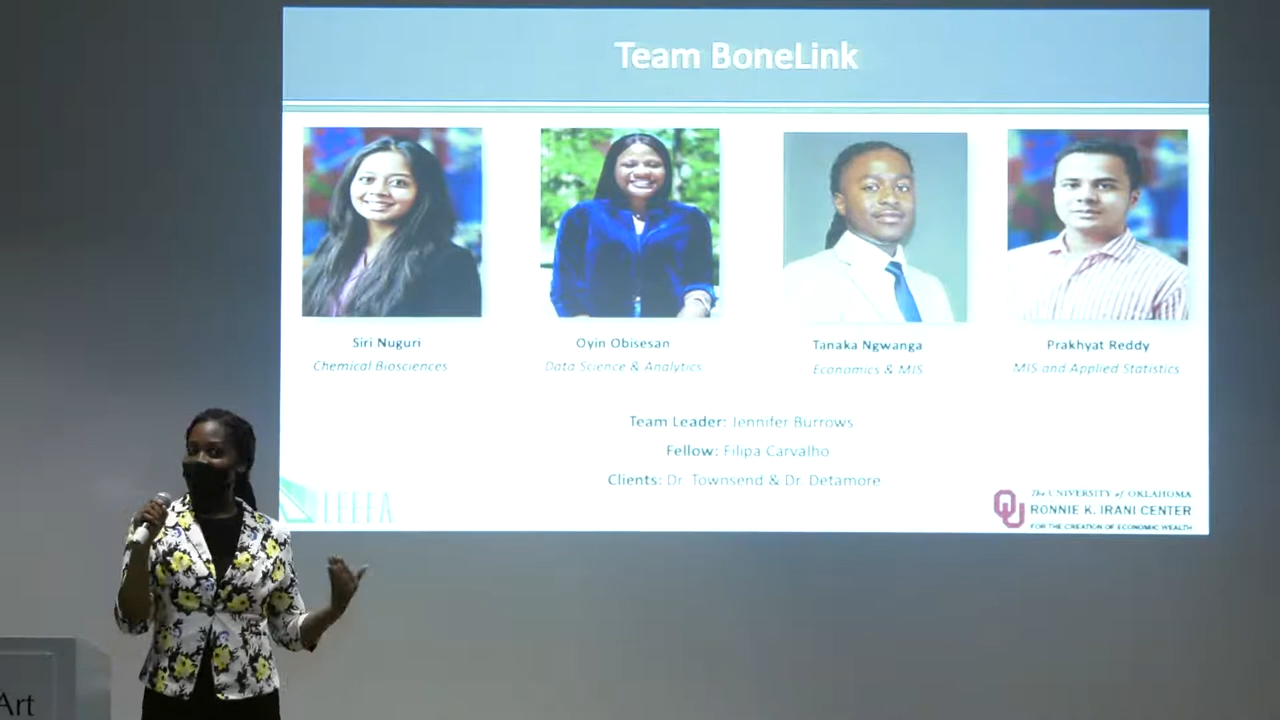 Team BoneLink
Siri Nuguri
Oyin Obisesan
Tanaka Ngwanga
Prakhyat Reddy
Chemical Biosciences
Data Science & Analytics
Economics & MIS
MIS and Applied Statistics
Team Leader: Jennifer Burrows
Fellow: Filipa Carvalho
Clients: Dr. Townsend & Dr. Detamore
The UNIVERSITY of OKLAHOMA
RONNIE K. IRANI CENTER
FOR THE CREATION OF ECONOMIC WEALTH
Art